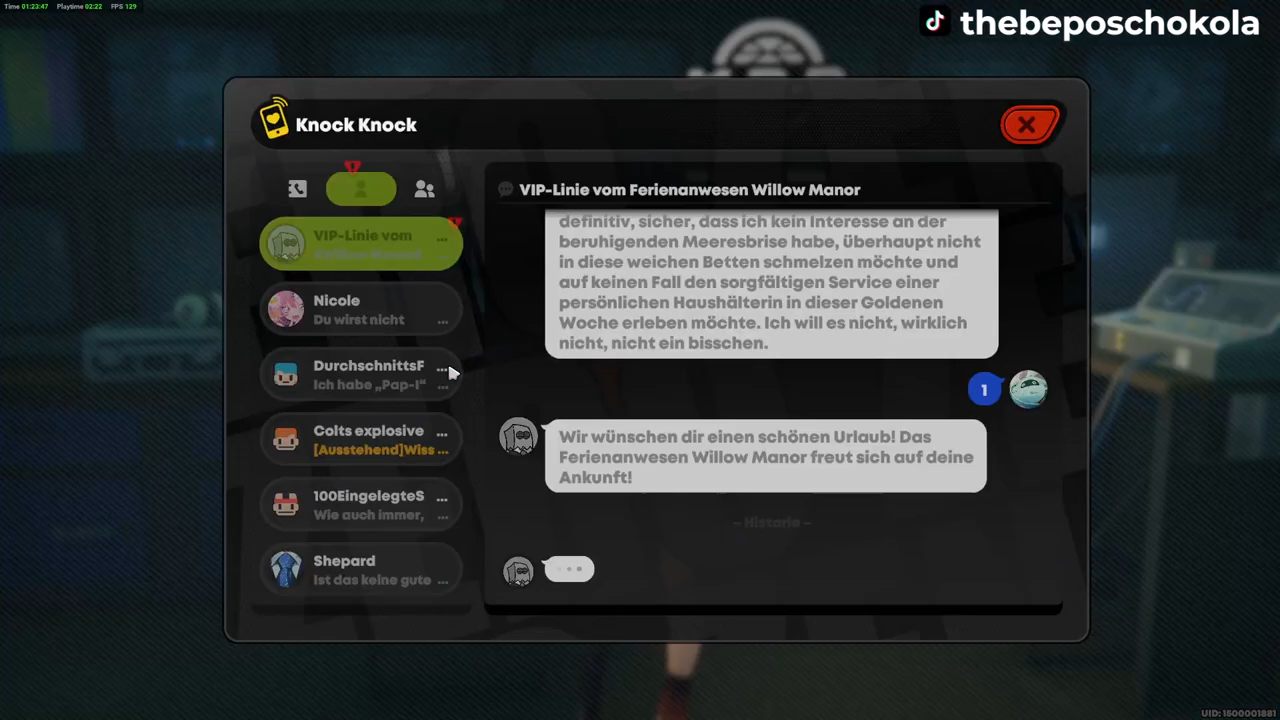 Time 01:23:47 Playtime 02:22 FPS 129
thebeposchokola
Knock Knock
VIP-Linie vom Ferienanwesen Willow Manor
VIP-Linie vom ...
Nicole
Du wirst nicht ...
DurchschnittsF ...
Ich habe „Pap-I“ ...
Colts explosive ...
[Ausstehend]Wiss ...
100EingelegteS ...
Wie auch immer, ...
Shepard
Ist das keine gute ...
definitiv, sicher, dass ich kein Interesse an der
beruhigenden Meeresbrise habe, überhaupt nicht
in diese weichen Betten schmelzen möchte und
auf keinen Fall den sorgfältigen Service einer
persönlichen Haushälterin in dieser Goldenen
Woche erleben möchte. Ich will es nicht, wirklich
nicht, nicht ein bisschen.
1
Wir wünschen dir einen schönen Urlaub! Das
Ferienanwesen Willow Manor freut sich auf deine
Ankunft!
– Historie –
UID: 1500001881